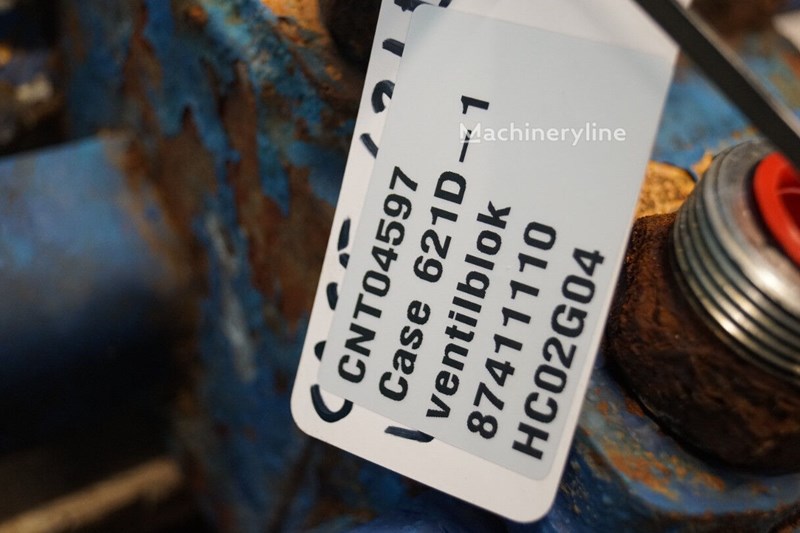 CNT04597
Case 621D-1
ventilblok
87411110
HC02G04
Machineryline